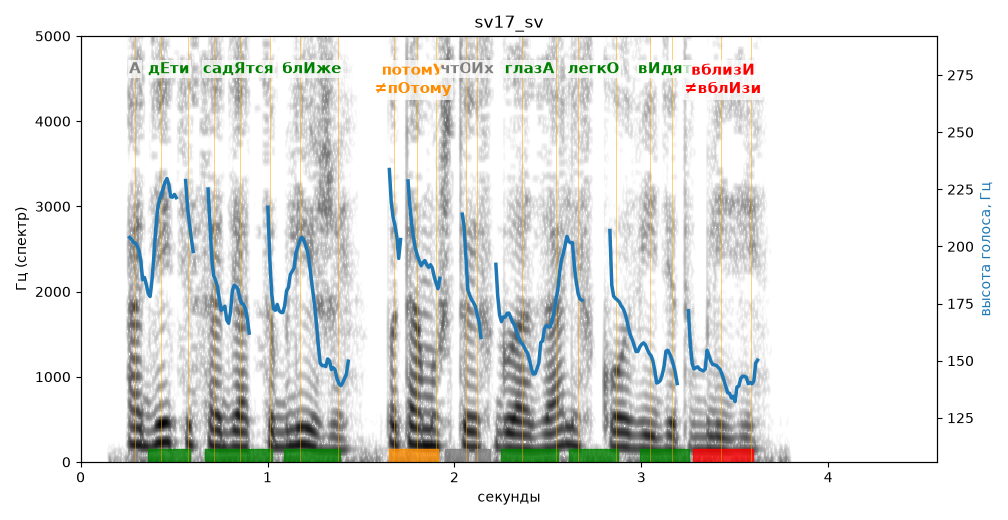 sv17_sv
5000
4000
3000
2000
1000
0
Гц (спектр)
А дЕти садЯтся блИже потомУ чтОИх глазА легкО вИдя вблизИ
≠пОтому ≠вблИзи
275
250
225
200
175
150
125
высота голоса, Гц
0 1 2 3 4
секунды